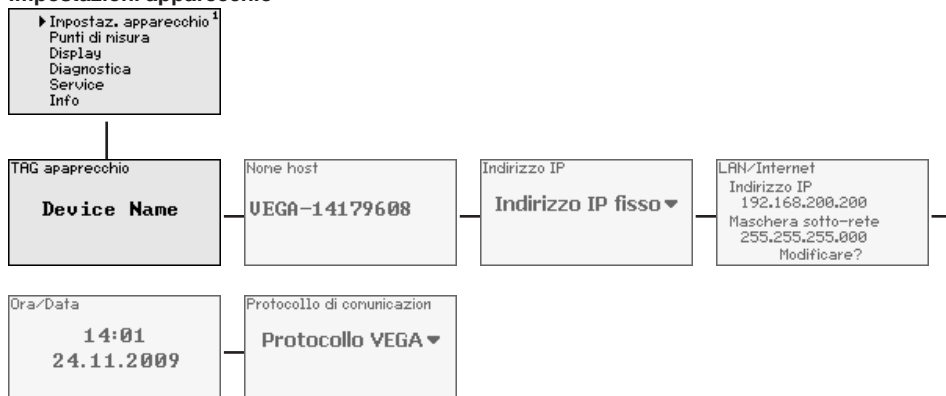 Impostazioni apparecchio
Impostaz. apparecchio 1
Punti di misura
Display
Diagnostica
Service
Info
TAG apaprecchio
Device Name
Nome host
VEGA-14179608
Indirizzo IP
Indirizzo IP fisso
LAN/Internet
Indirizzo IP
192.168.200.200
Maschera sotto-rete
255.255.255.000
Modificare?
Ora/Data
14:01
24.11.2009
Protocollo di comunicazion
Protocollo VEGA